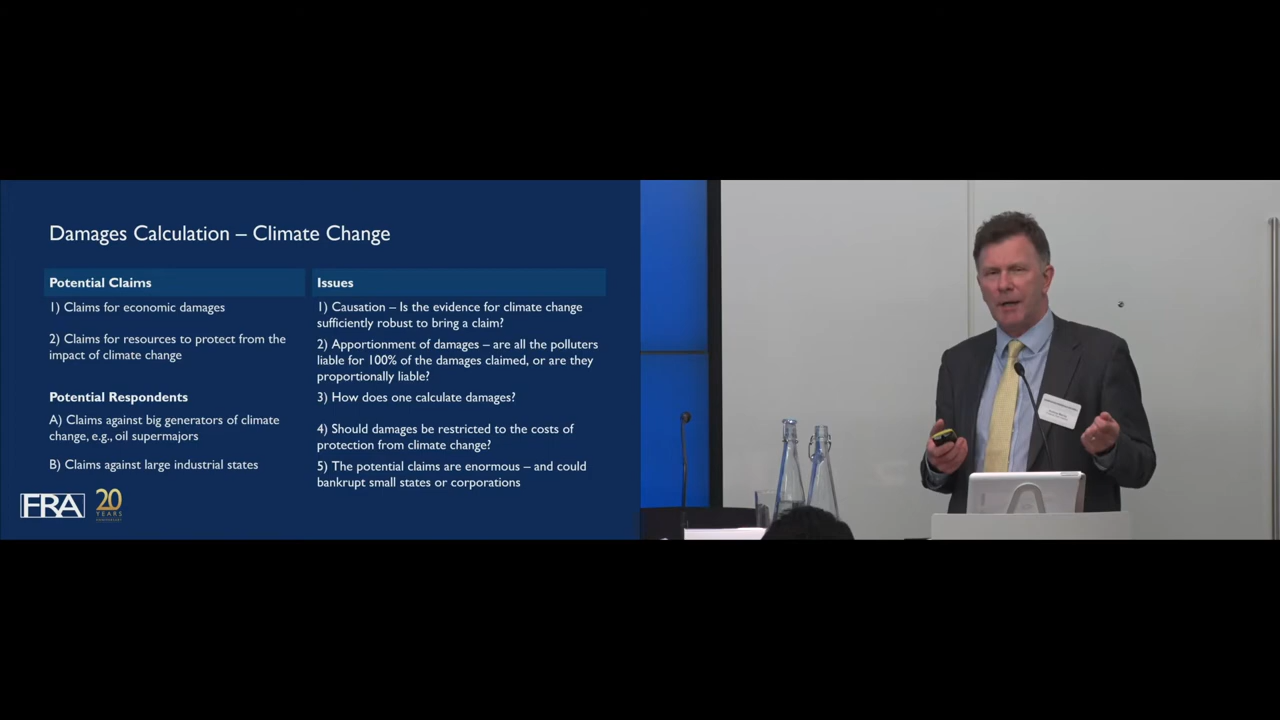 Damages Calculation – Climate Change
Potential Claims
1) Claims for economic damages
2) Claims for resources to protect from the
impact of climate change
Potential Respondents
A) Claims against big generators of climate
change, e.g., oil supermajors
B) Claims against large industrial states
Issues
1) Causation – Is the evidence for climate change
sufficiently robust to bring a claim?
2) Apportionment of damages – are all the polluters
liable for 100% of the damages claimed, or are they
proportionally liable?
3) How does one calculate damages?
4) Should damages be restricted to the costs of
protection from climate change?
5) The potential claims are enormous – and could
bankrupt small states or corporations
FRA
20
YEARS
ANNIVERSARY